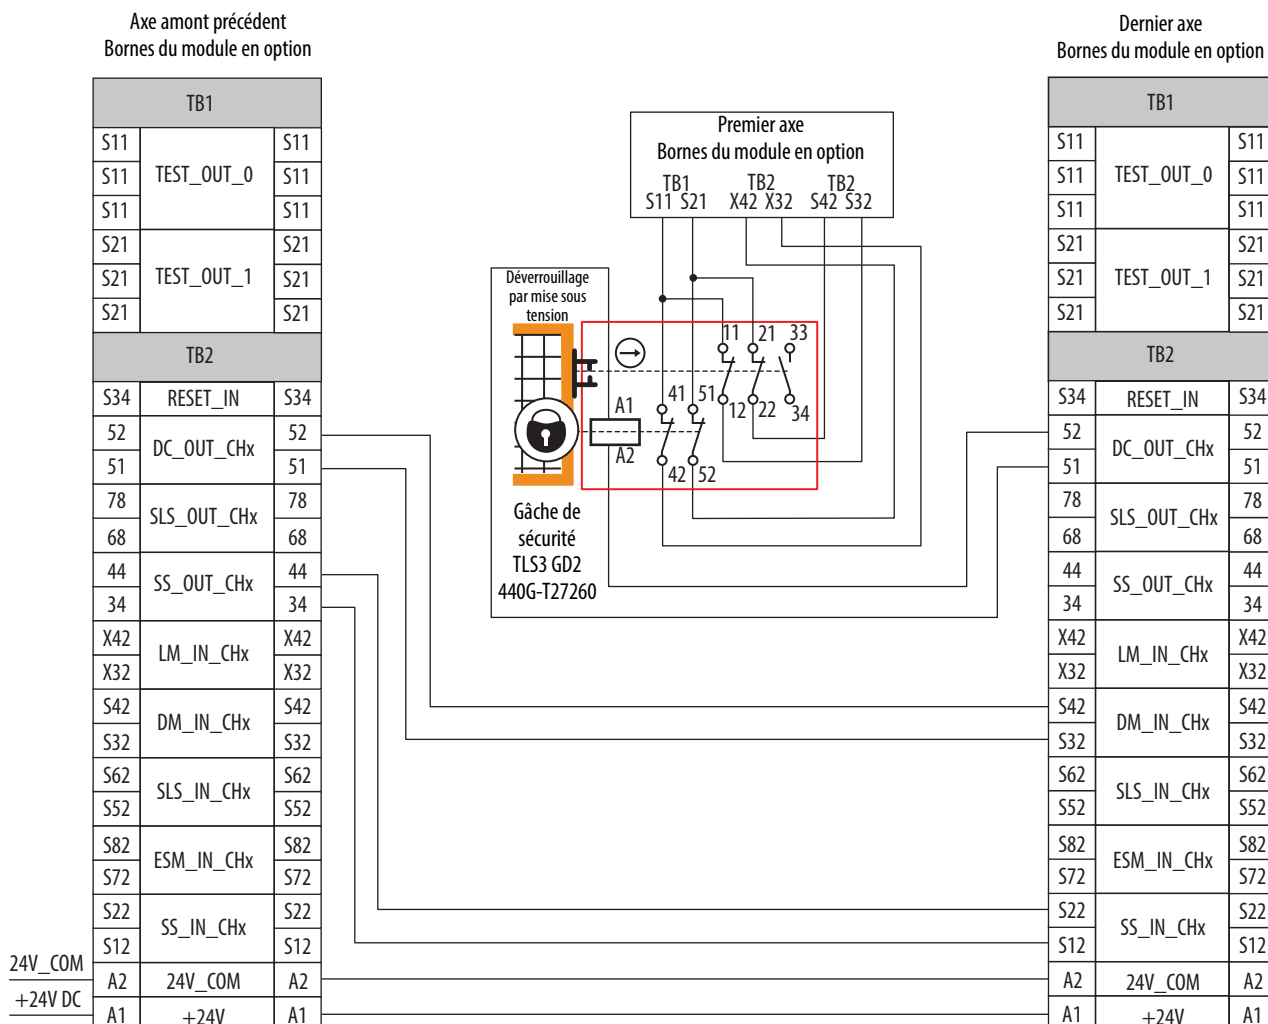 Axe amont précédent
Bornes du module en option
TB1
S11 S11
S11 TEST_OUT_0 S11
S11 S11
S21 S21
S21 TEST_OUT_1 S21
S21 S21
TB2
S34 RESET_IN S34
52 52
DC_OUT_CHx
51 51
78 78
SLS_OUT_CHx
68 68
44 44
SS_OUT_CHx
34 34
X42 X42
LM_IN_CHx
X32 X32
S42 S42
DM_IN_CHx
S32 S32
S62 S62
SLS_IN_CHx
S52 S52
S82 S82
ESM_IN_CHx
S72 S72
S22 S22
SS_IN_CHx
S12 S12
24V_COM
A2 24V_COM A2
+24V DC
A1 +24V A1
Premier axe
Bornes du module en option
TB1 TB2 TB2
S11 S21 X42 X32 S42 S32
Déverrouillage
par mise sous
tension
11 21 33
A1 41 51
12 22 34
A2
42 52
Gâche de
sécurité
TLS3 GD2
440G-T27260
Dernier axe
Bornes du module en option
TB1
S11 S11
S11 TEST_OUT_0 S11
S11 S11
S21 S21
S21 TEST_OUT_1 S21
S21 S21
TB2
S34 RESET_IN S34
52 52
DC_OUT_CHx
51 51
78 78
SLS_OUT_CHx
68 68
44 44
SS_OUT_CHx
34 34
X42 X42
LM_IN_CHx
X32 X32
S42 S42
DM_IN_CHx
S32 S32
S62 S62
SLS_IN_CHx
S52 S52
S82 S82
ESM_IN_CHx
S72 S72
S22 S22
SS_IN_CHx
S12 S12
A2 24V_COM A2
A1 +24V A1